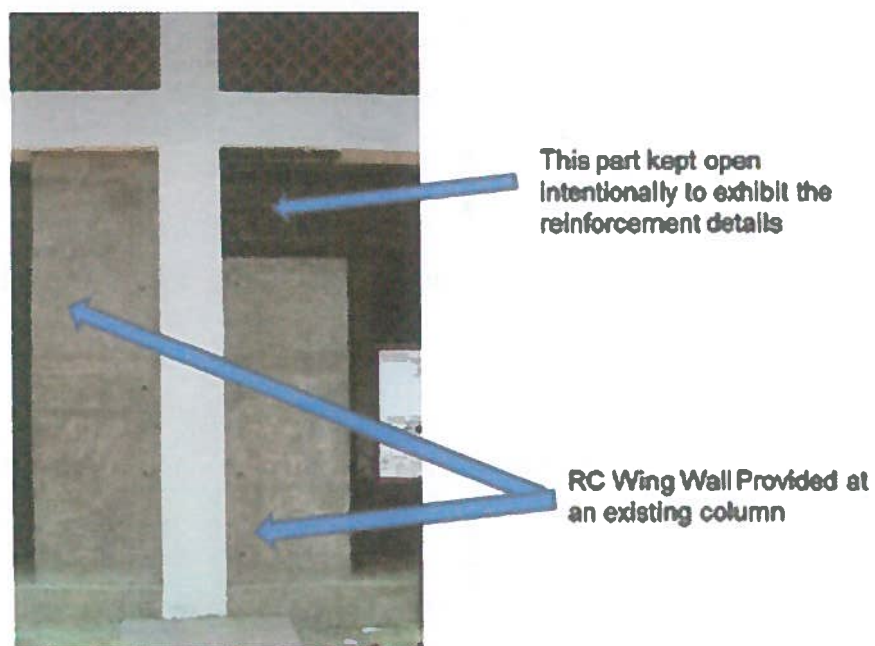 This part kept open
intentionally to exhibit the
reinforcement details
RC Wing Wall Provided at
an existing column